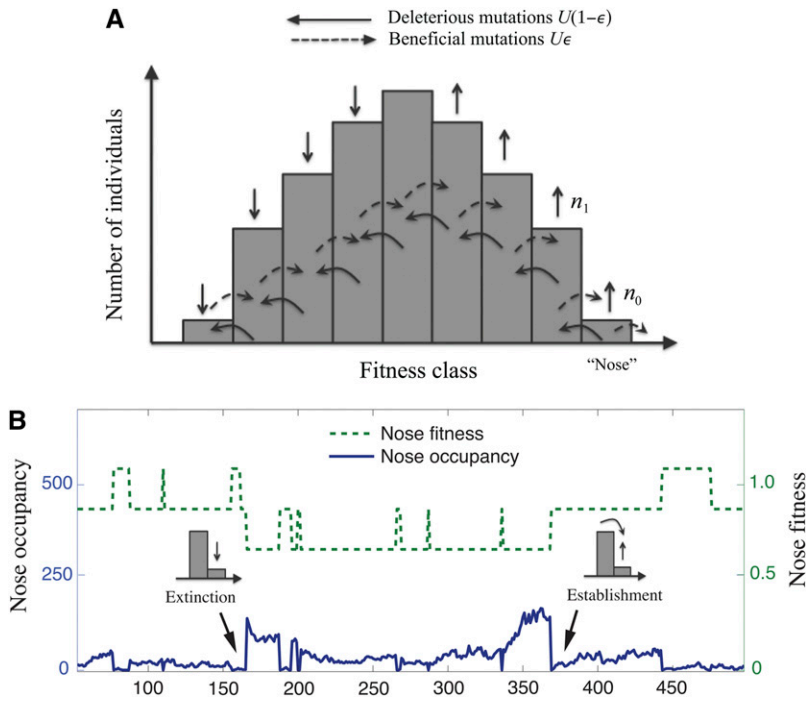 A
Deleterious mutations U(1−ϵ)
Beneficial mutations Uϵ
Number of individuals
n₁
n₀
Fitness class
“Nose”
B
Nose fitness
Nose occupancy
Nose occupancy
500
250
0
1.0
0.5
0
Nose fitness
Extinction
Establishment
100
150
200
250
300
350
400
450